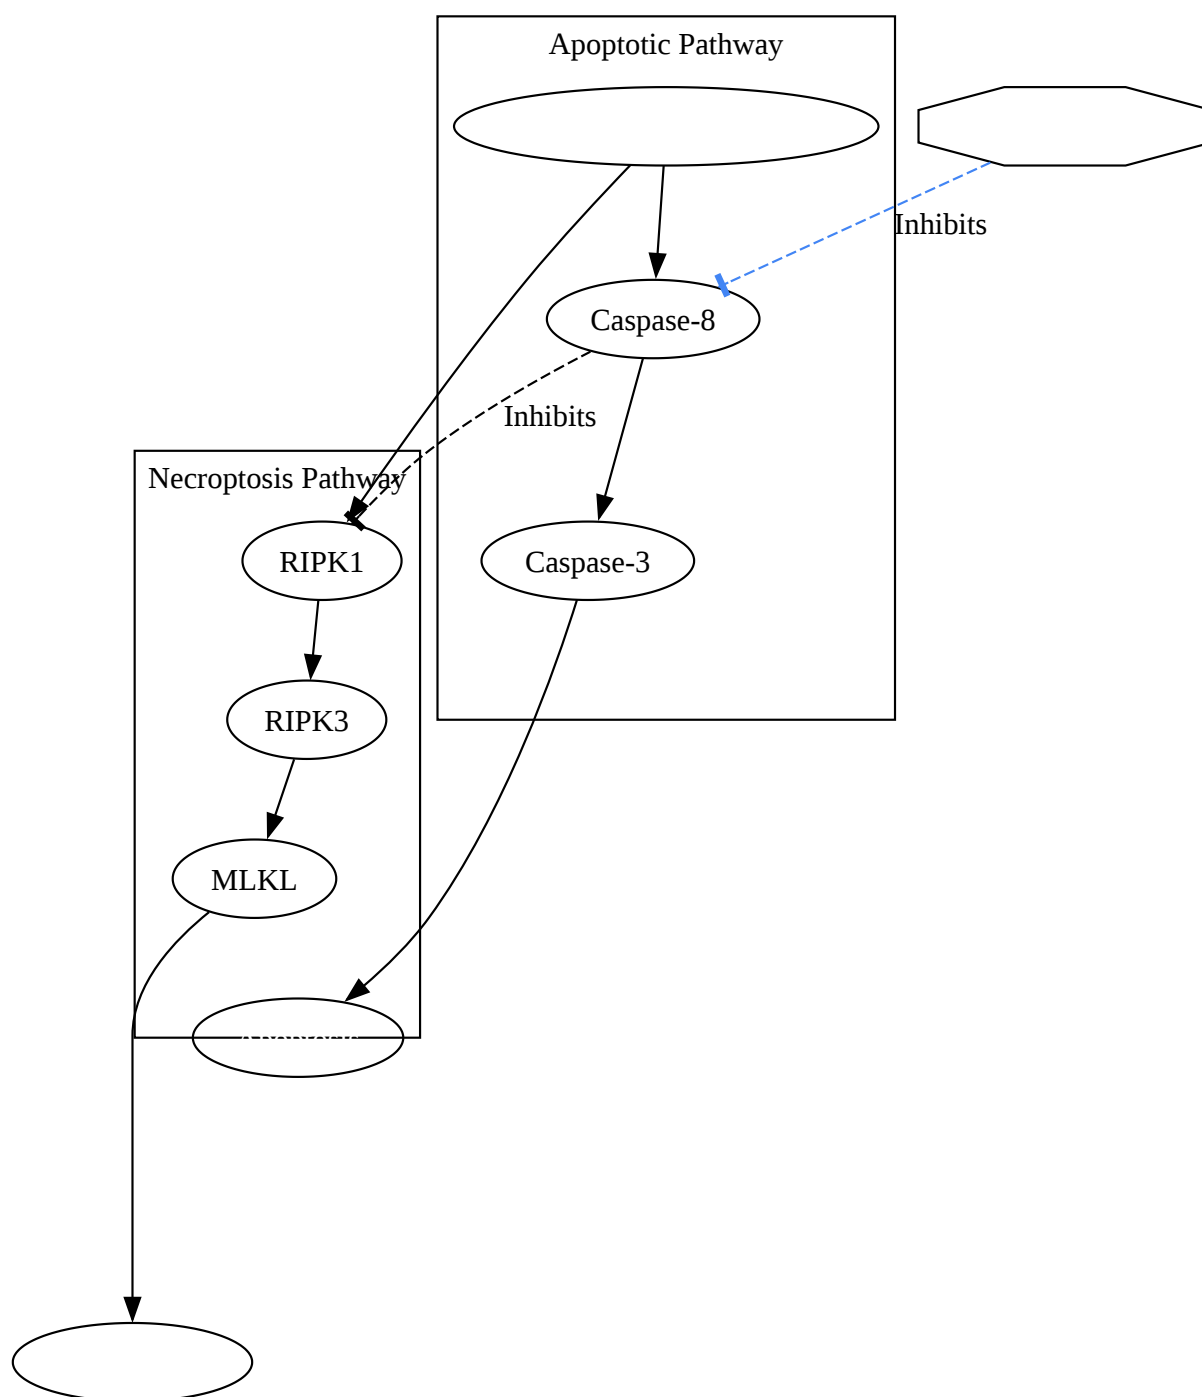 Apoptotic Pathway
Inhibits
Caspase-8
Inhibits
Necroptosis Pathway
RIPK1
Caspase-3
RIPK3
MLKL